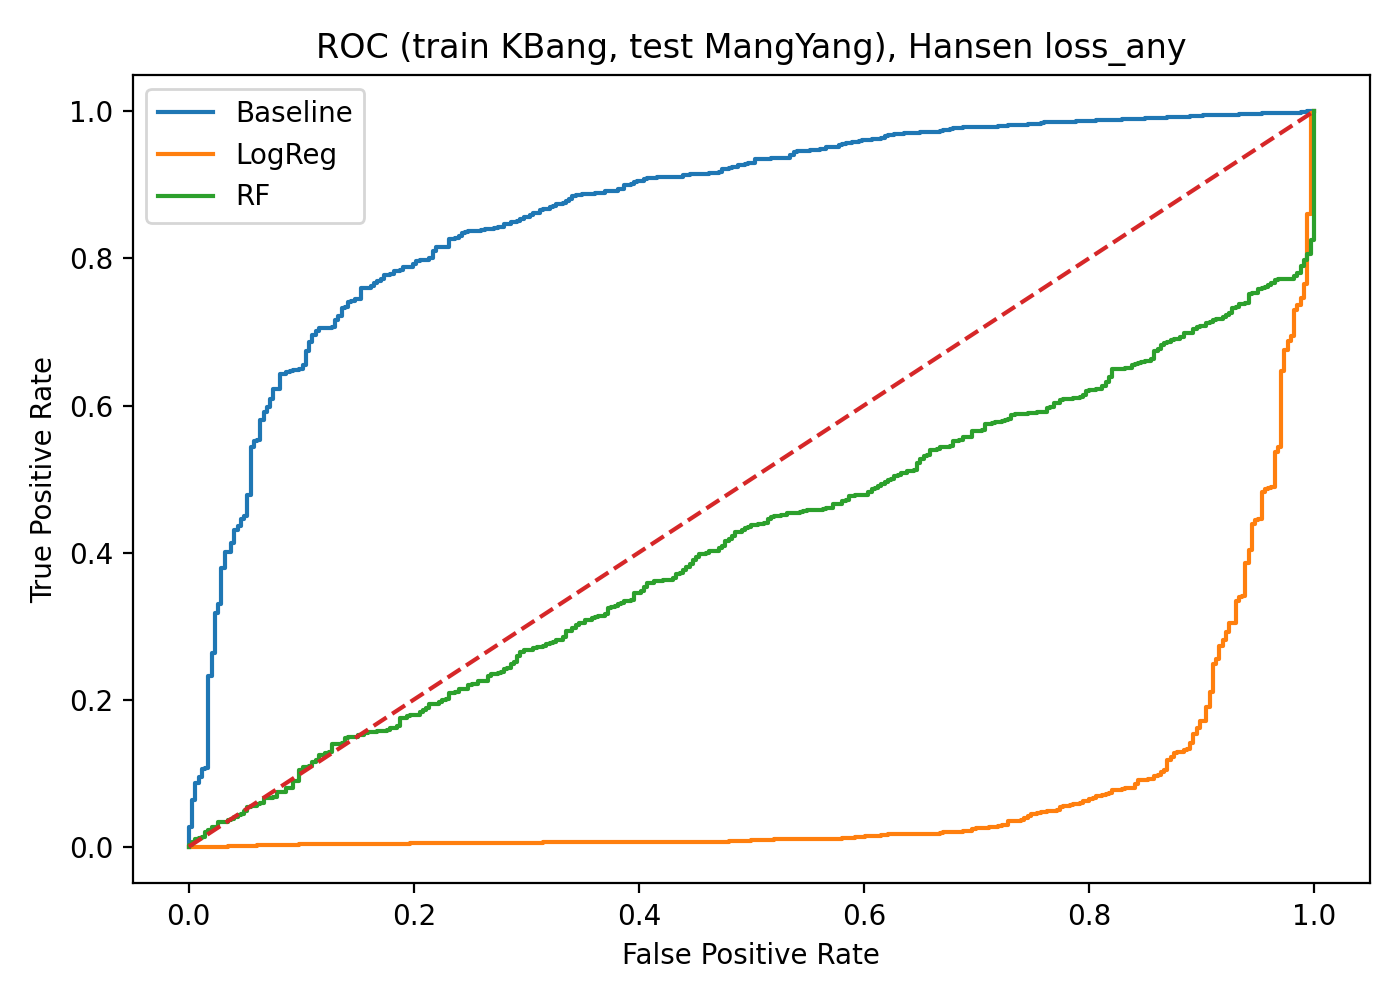 ROC (train KBang, test MangYang), Hansen loss_any
Baseline
LogReg
RF
True Positive Rate
1.0
0.8
0.6
0.4
0.2
0.0
0.0 0.2 0.4 0.6 0.8 1.0
False Positive Rate